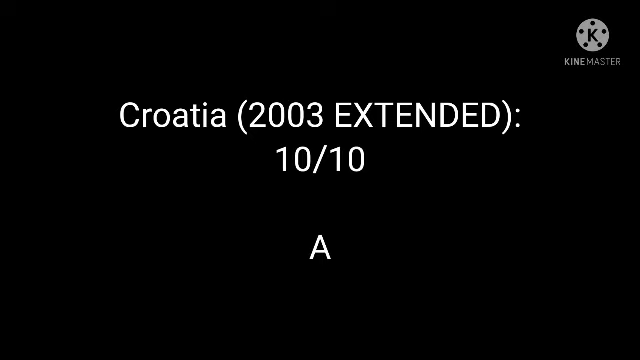 K
KINEMASTER
Croatia (2003 EXTENDED):
10/10
A